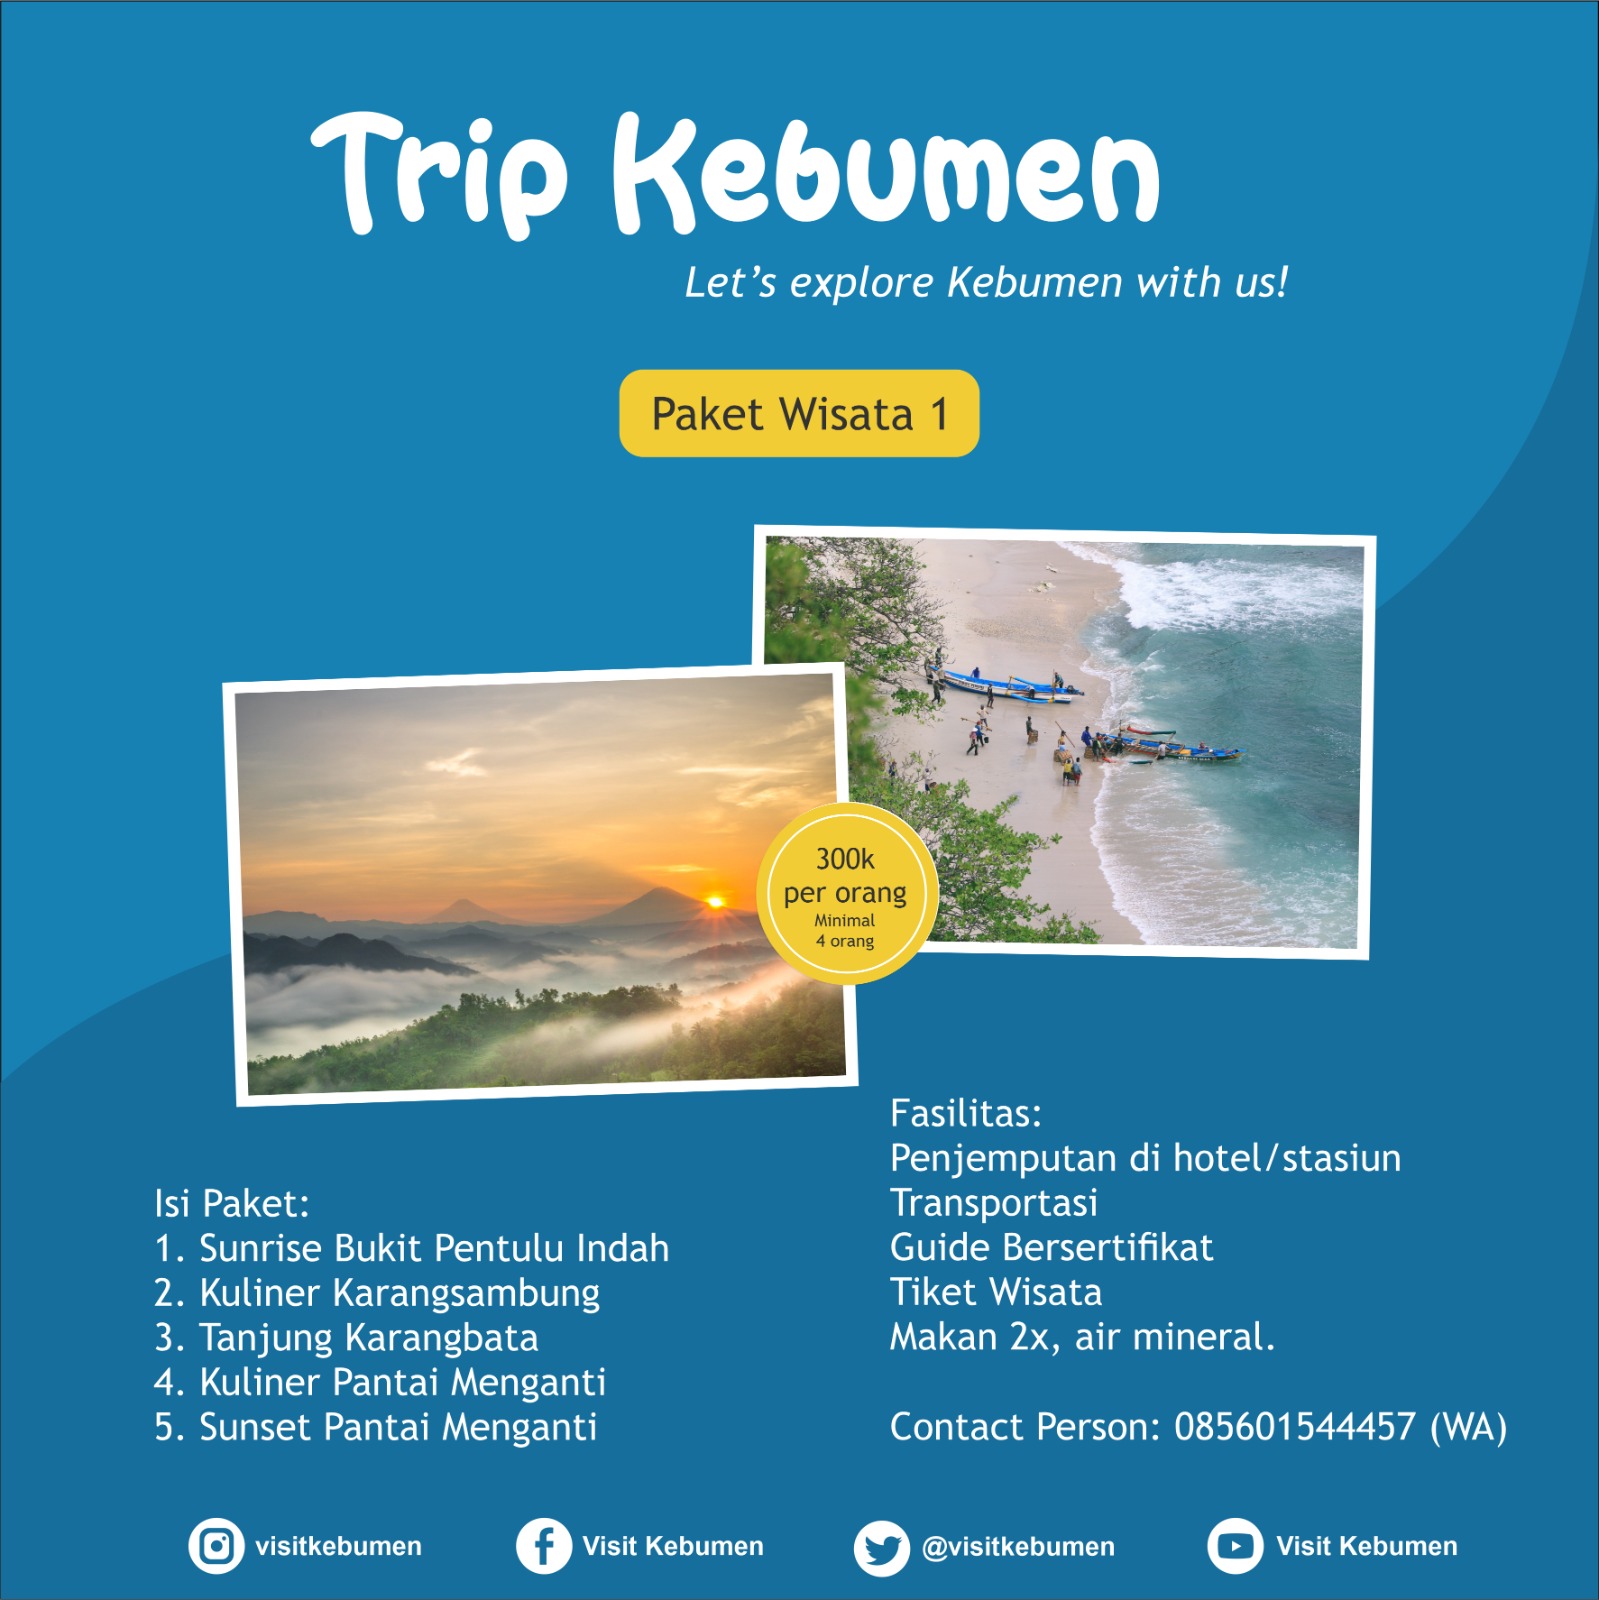 Trip Kebumen
Let’s explore Kebumen with us!
Paket Wisata 1
300k
per orang
Minimal
4 orang
Isi Paket:
1. Sunrise Bukit Pentulu Indah
2. Kuliner Karangsambung
3. Tanjung Karangbata
4. Kuliner Pantai Menganti
5. Sunset Pantai Menganti
Fasilitas:
Penjemputan di hotel/stasiun
Transportasi
Guide Bersertifikat
Tiket Wisata
Makan 2x, air mineral.
Contact Person: 085601544457 (WA)
visitkebumen
Visit Kebumen
@visitkebumen
Visit Kebumen